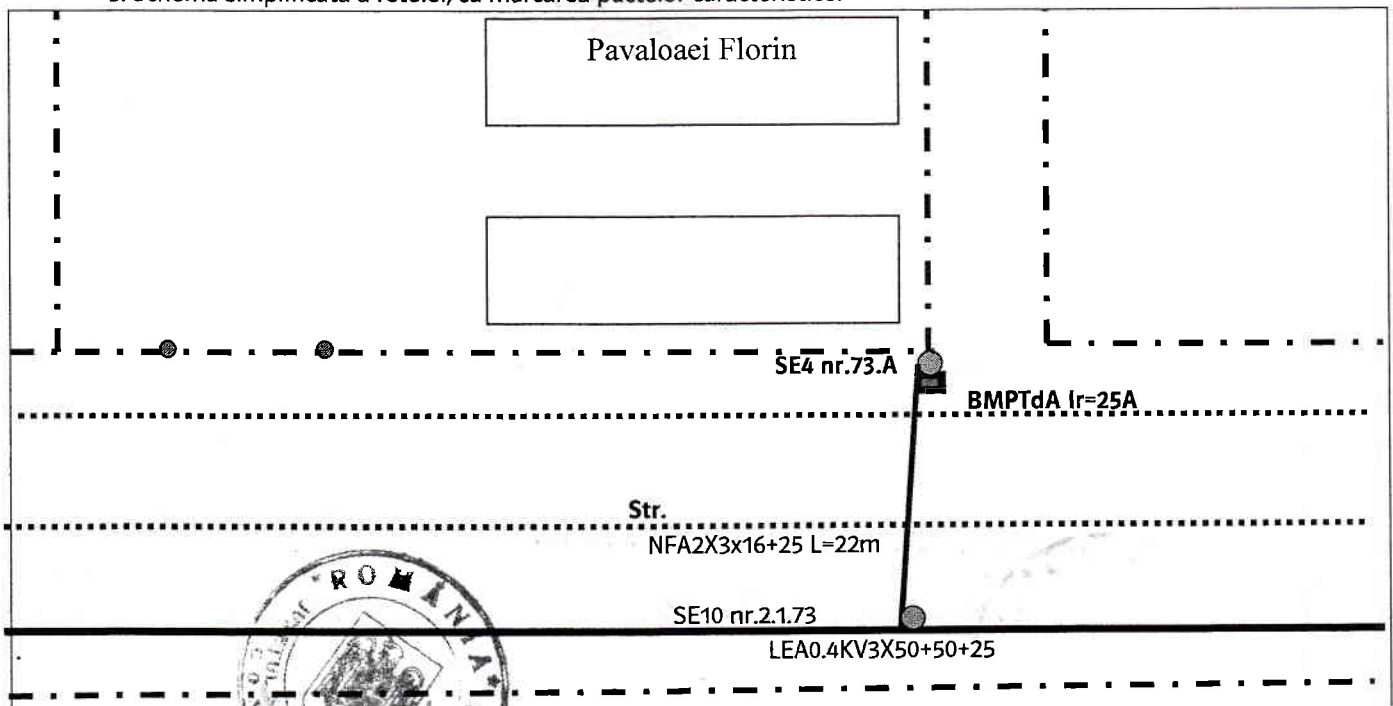 Pavaloaei Florin
SE4 nr.73.A
BMPTdA Ir=25A
Str.
NFA2X3x16+25 L=22m
ROMÂNIA*
SE10 nr.2.1.73
LEA0.4KV3X50+50+25